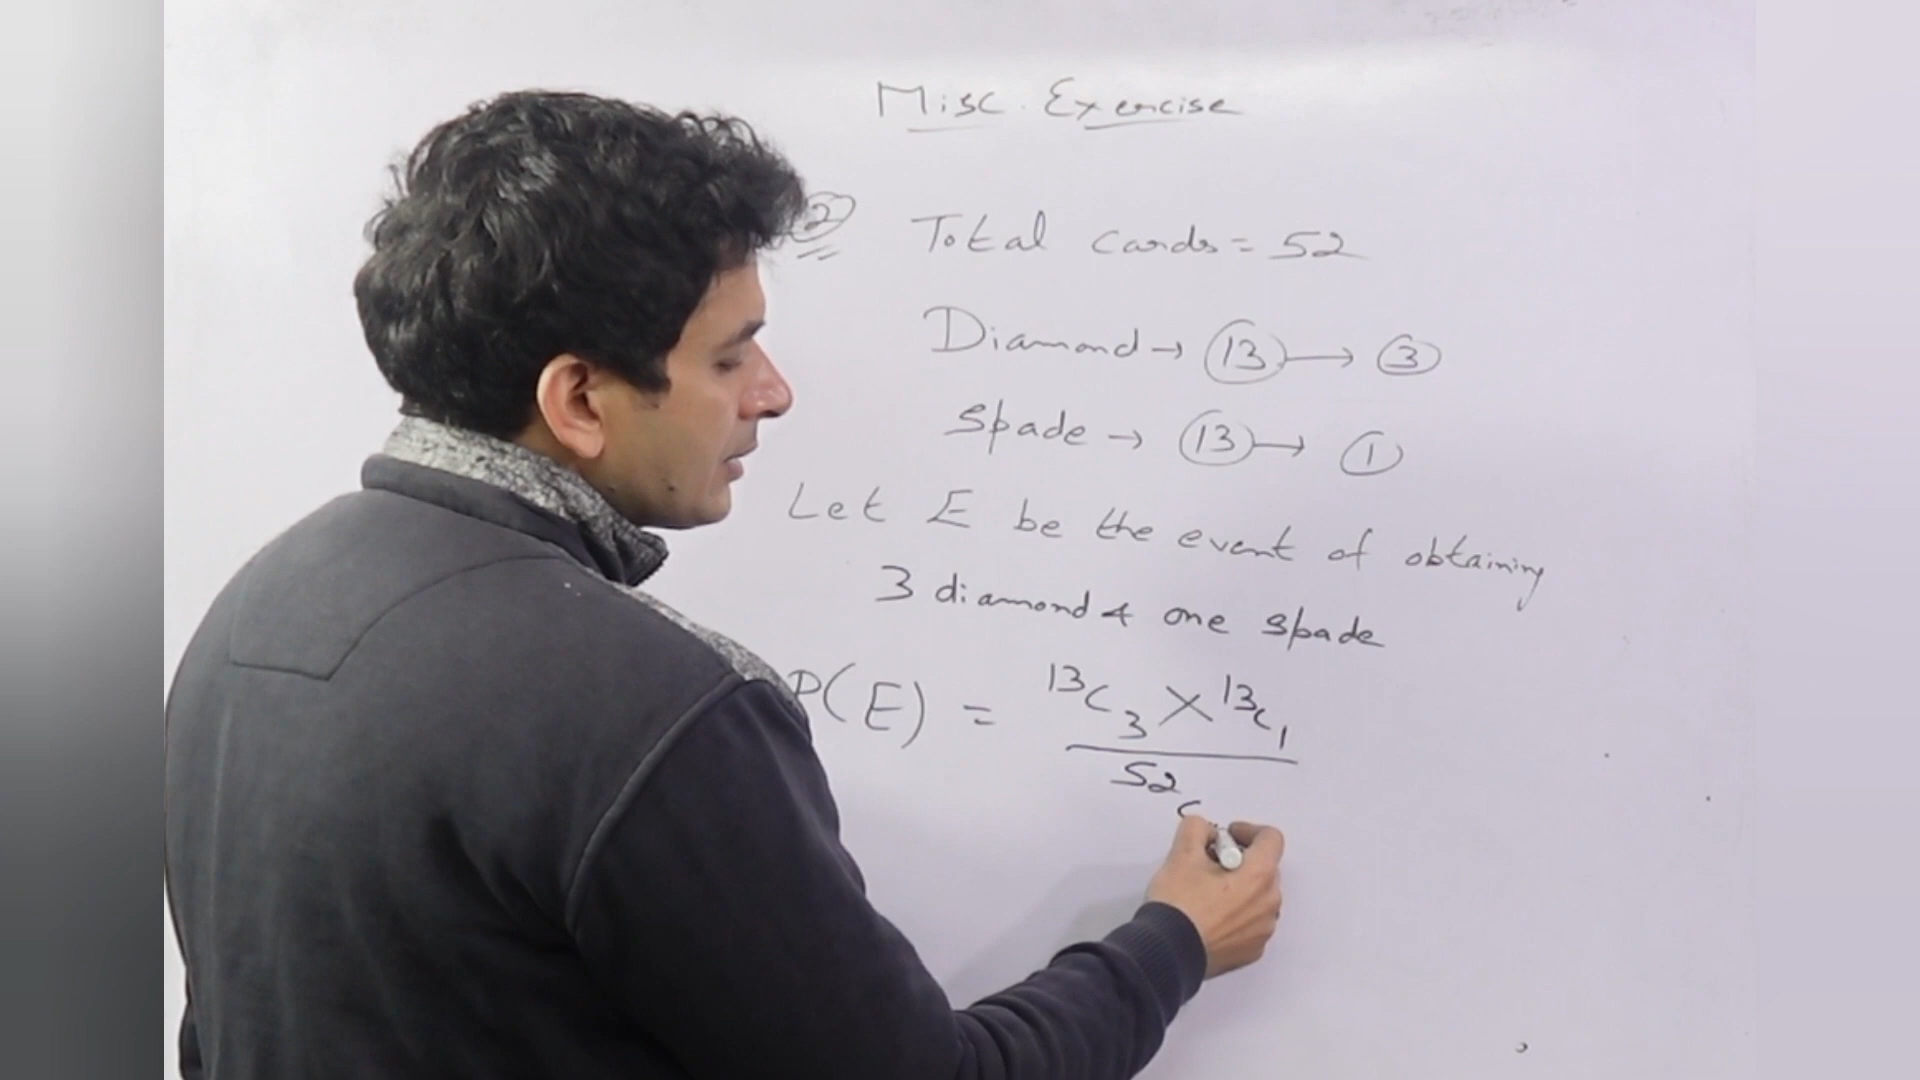 Misc. Exercise
2 Total cards = 52
Diamond → 13 → 3
Spade → 13 → 1
Let E be the event of obtaining
3 diamond & one spade
P(E) = ¹³C₃ X ¹³C₁
⁵²C